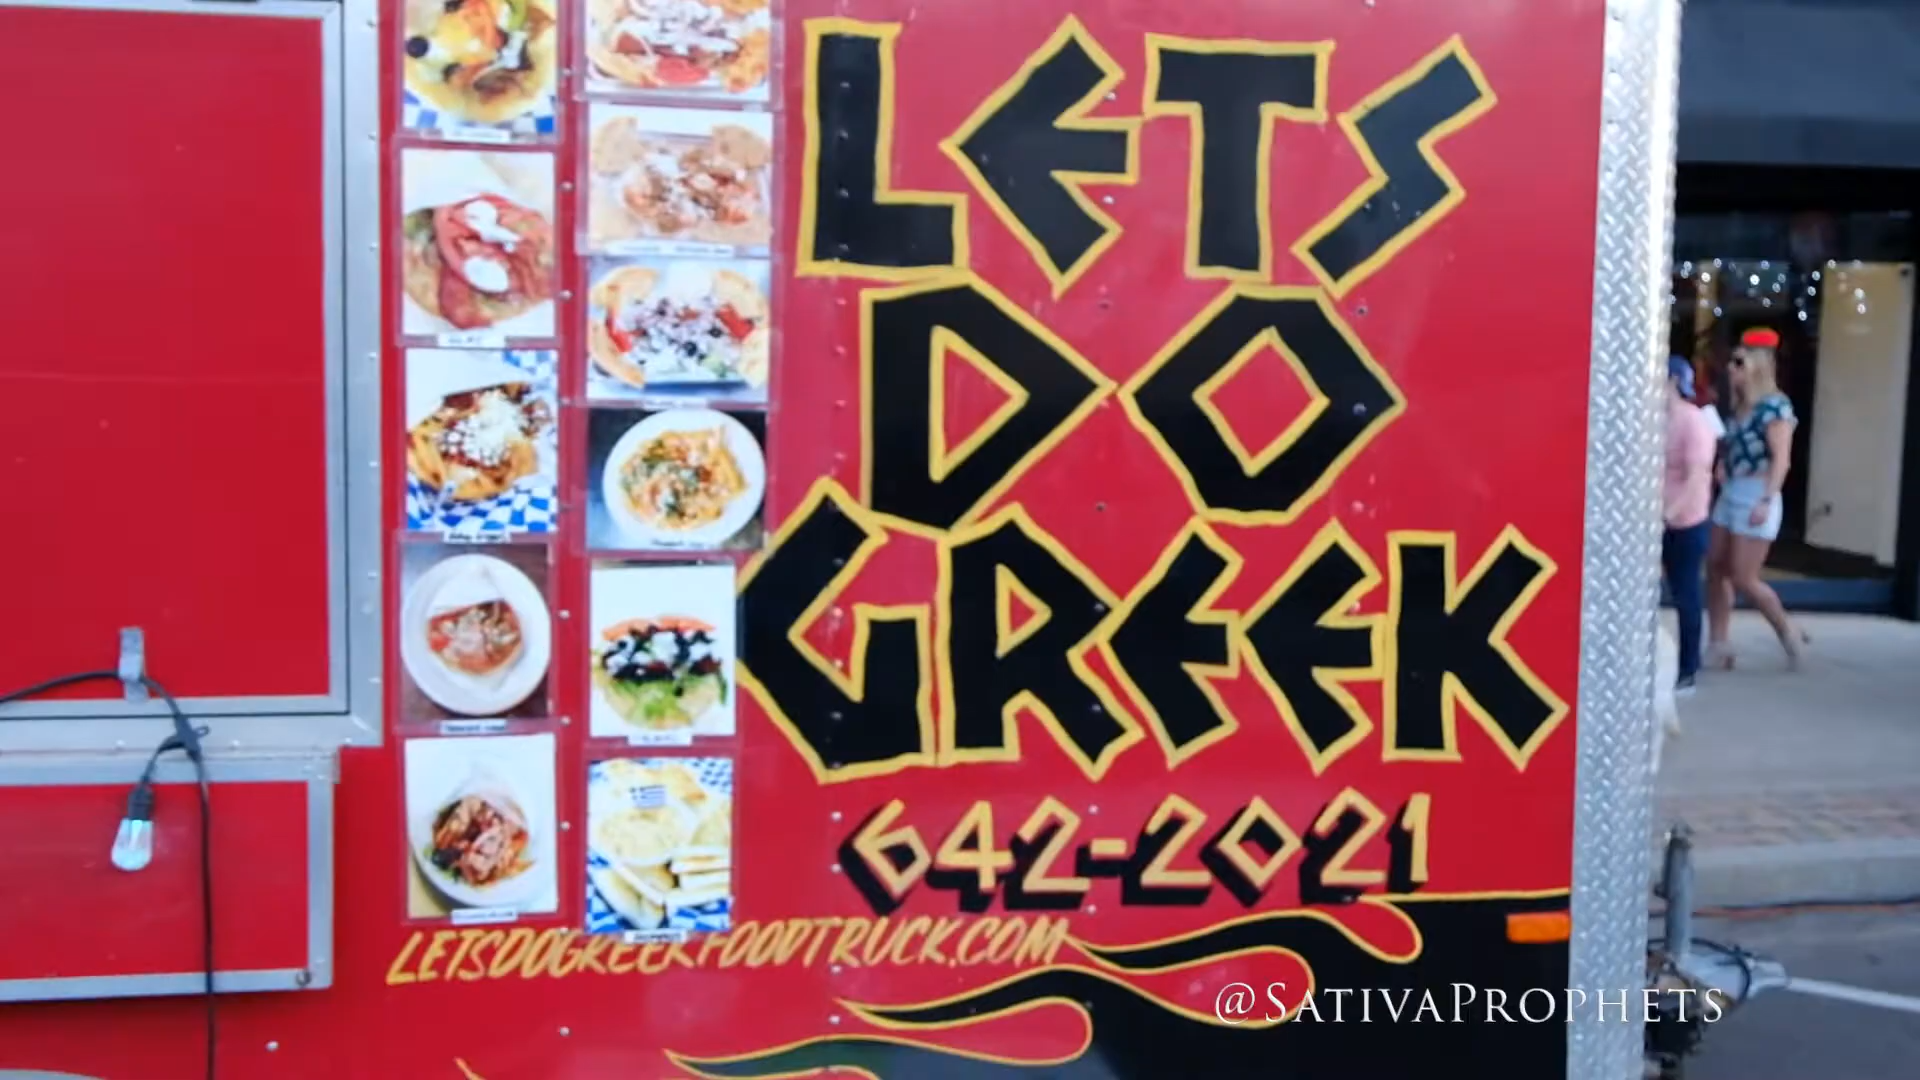 LETS
DO
GREEK
642-2021
LETSDOGREEKFOODTRUCK.COM
@SATIVAPROPHETS